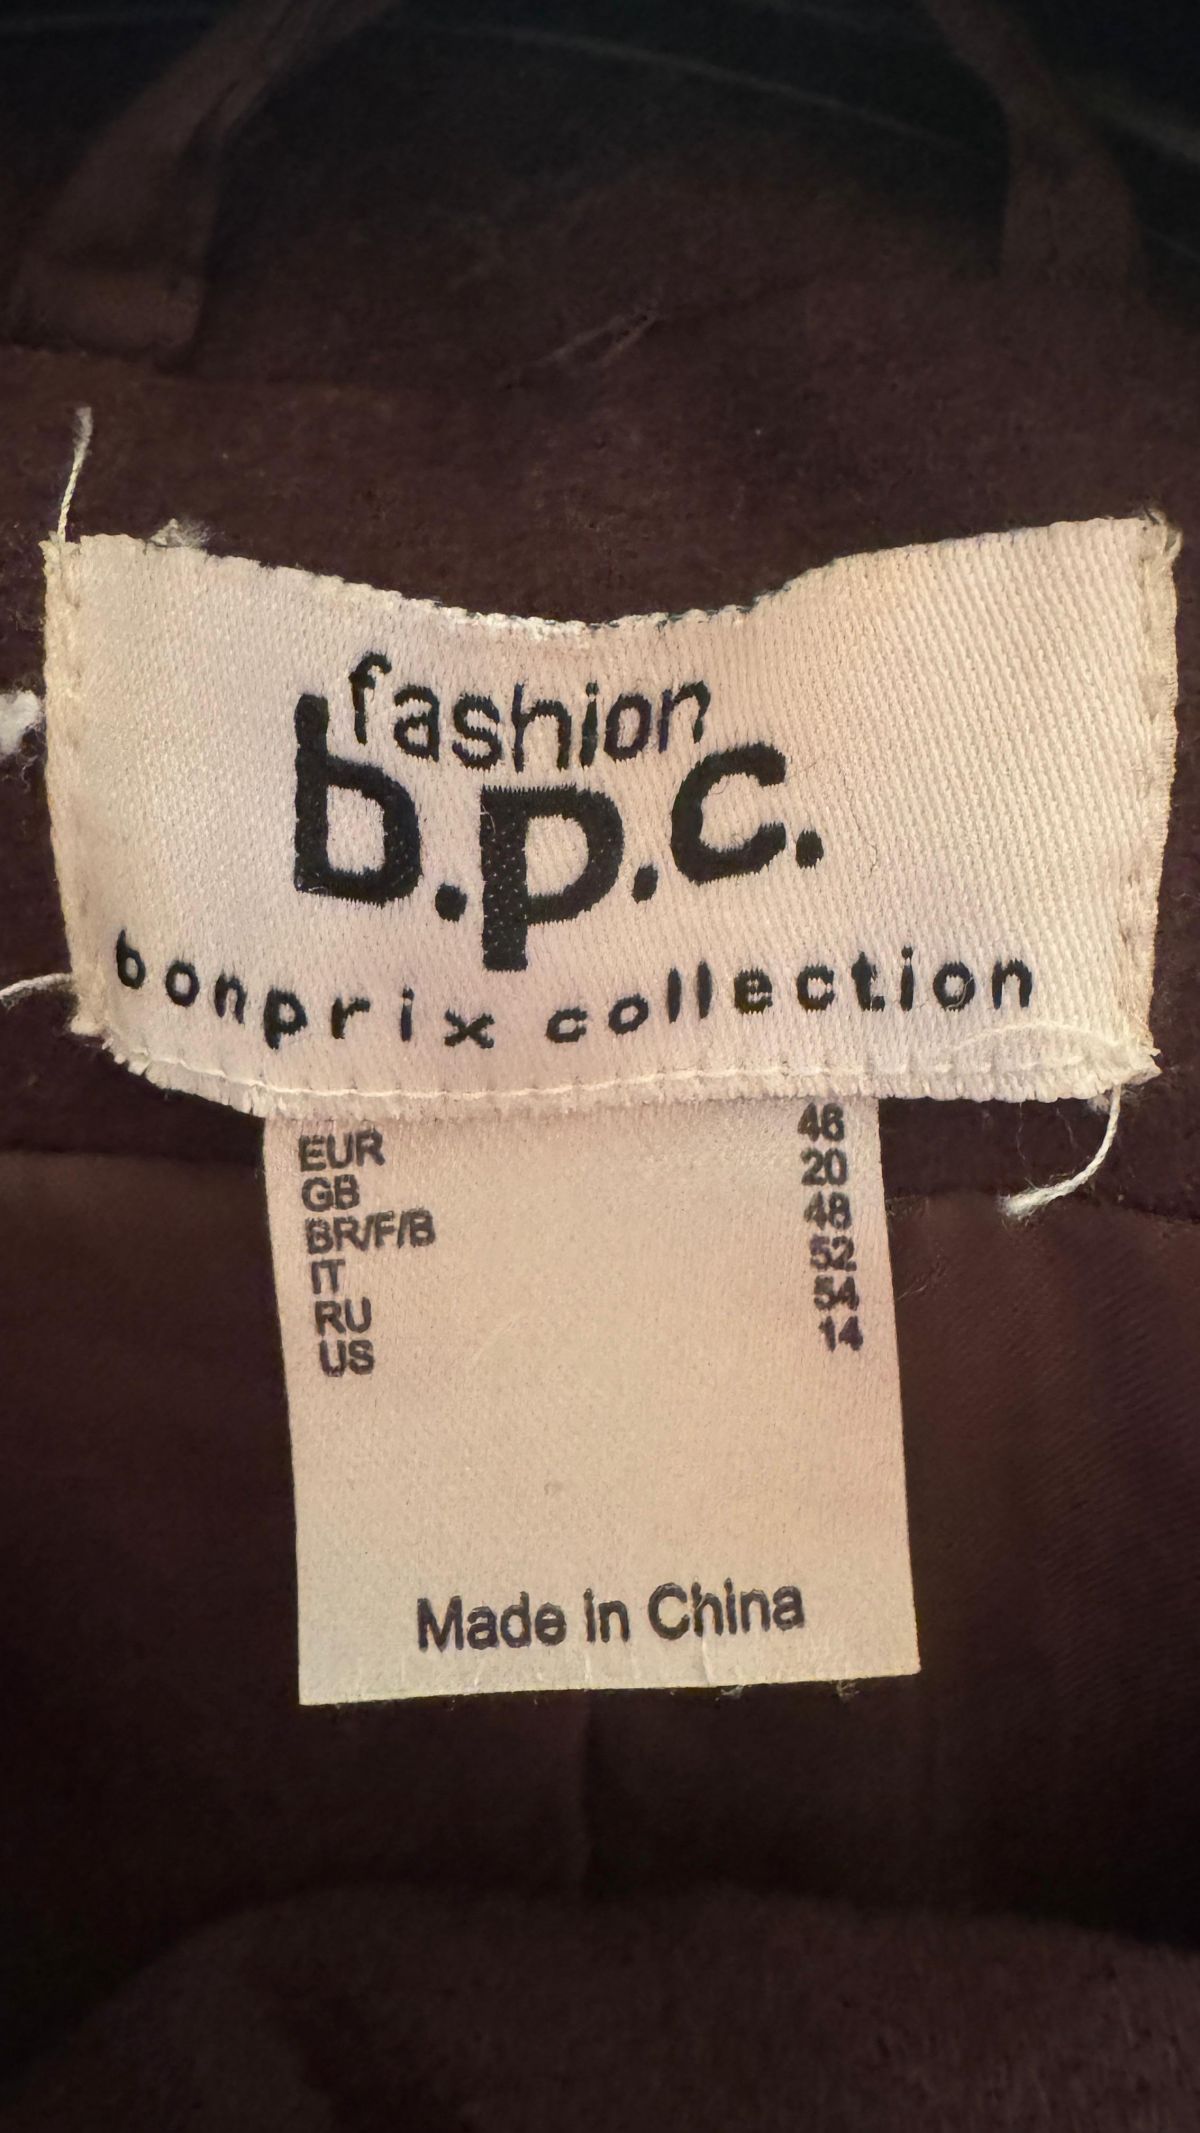 fashion
b.p.c.
bonprix collection
EUR 46
GB 20
BR/F/B 48
IT 52
RU 54
US 14
Made in China